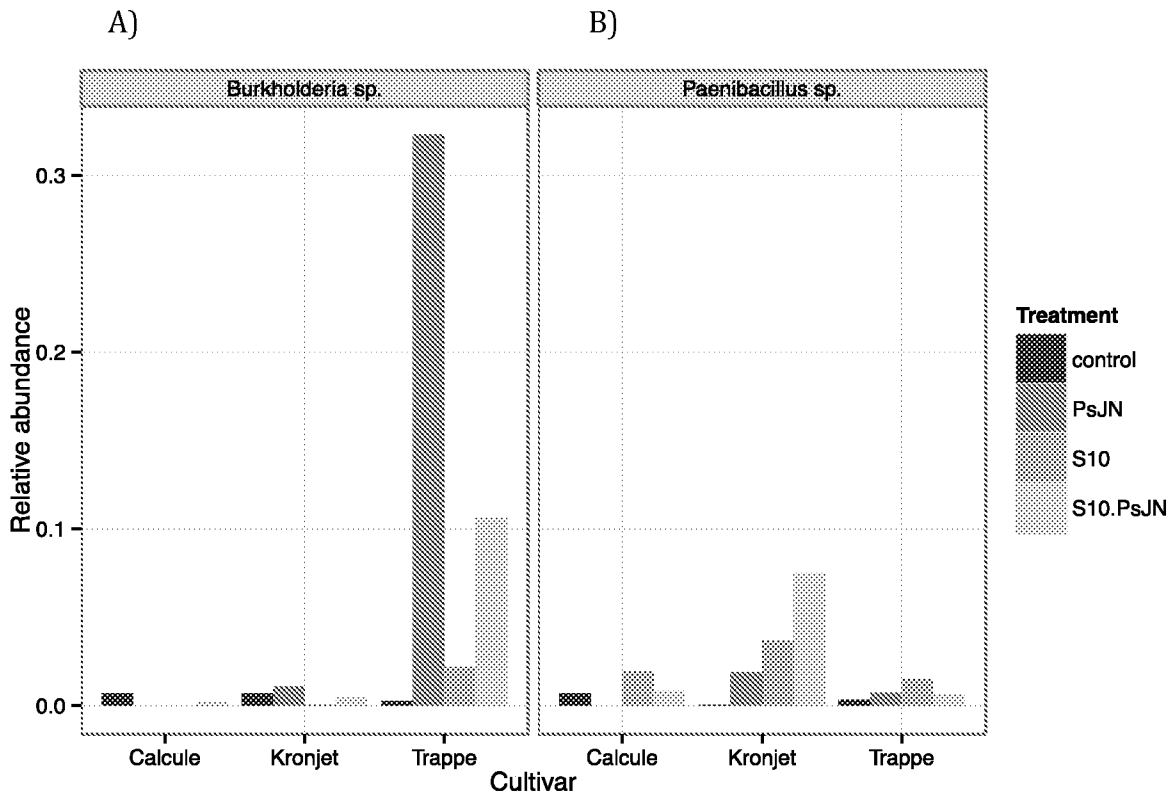 A) B)
Burkholderia sp. Paenibacillus sp.
0.3
0.2
0.1
0.0
Relative abundance
Calcule Kronjet Trappe Calcule Kronjet Trappe
Cultivar
Treatment
control
PsJN
S10
S10.PsJN